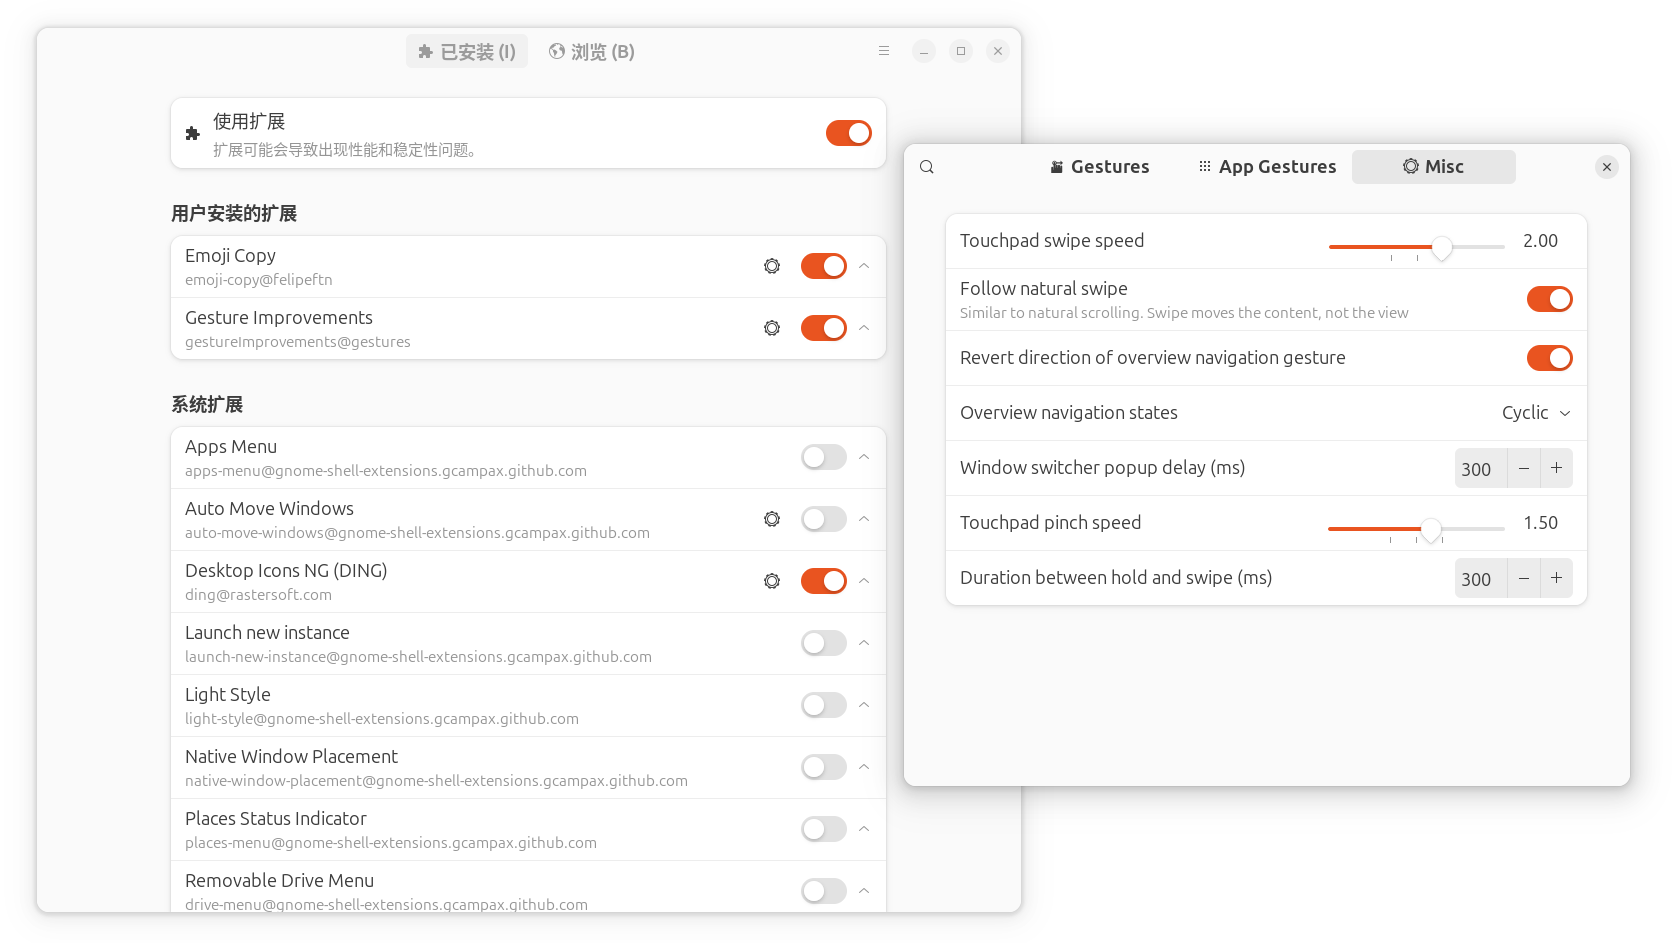 已安装 (I)
浏览 (B)
使用扩展
扩展可能会导致出现性能和稳定性问题。
用户安装的扩展
Emoji Copy
emoji-copy@felipeftn
Gesture Improvements
gestureImprovements@gestures
系统扩展
Apps Menu
apps-menu@gnome-shell-extensions.gcampax.github.com
Auto Move Windows
auto-move-windows@gnome-shell-extensions.gcampax.github.com
Desktop Icons NG (DING)
ding@rastersoft.com
Launch new instance
launch-new-instance@gnome-shell-extensions.gcampax.github.com
Light Style
light-style@gnome-shell-extensions.gcampax.github.com
Native Window Placement
native-window-placement@gnome-shell-extensions.gcampax.github.com
Places Status Indicator
places-menu@gnome-shell-extensions.gcampax.github.com
Removable Drive Menu
drive-menu@gnome-shell-extensions.gcampax.github.com
Gestures
App Gestures
Misc
Touchpad swipe speed 2.00
Follow natural swipe
Similar to natural scrolling. Swipe moves the content, not the view
Revert direction of overview navigation gesture
Overview navigation states Cyclic
Window switcher popup delay (ms) 300
Touchpad pinch speed 1.50
Duration between hold and swipe (ms) 300